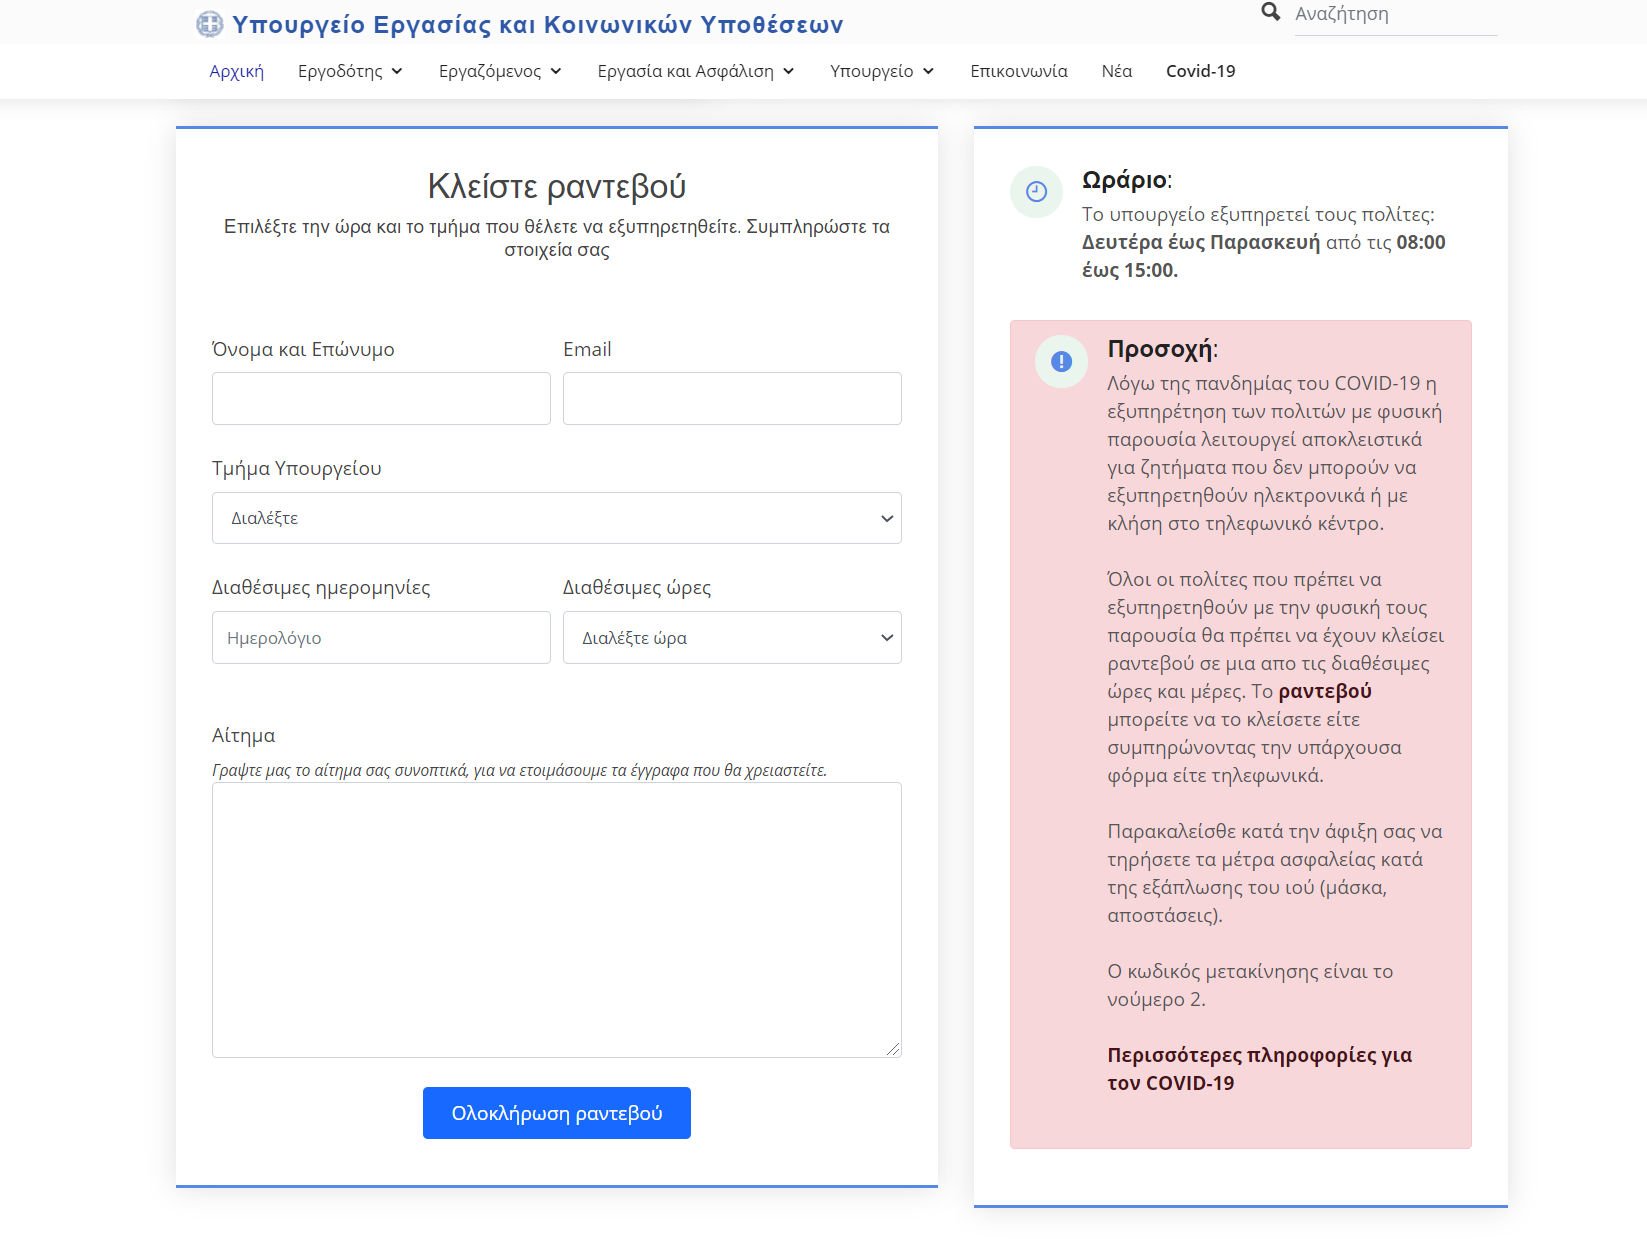 Υπουργείο Εργασίας και Κοινωνικών Υποθέσεων
Αναζήτηση
Αρχική Εργοδότης Εργαζόμενος Εργασία και Ασφάλιση Υπουργείο Επικοινωνία Νέα Covid-19
Κλείστε ραντεβού
Επιλέξτε την ώρα και το τμήμα που θέλετε να εξυπηρετηθείτε. Συμπληρώστε τα
στοιχεία σας
Όνομα και Επώνυμο
Email
Τμήμα Υπουργείου
Διαλέξτε
Διαθέσιμες ημερομηνίες
Διαθέσιμες ώρες
Ημερολόγιο
Διαλέξτε ώρα
Αίτημα
Γραψτε μας το αίτημα σας συνοπτικά, για να ετοιμάσουμε τα έγγραφα που θα χρειαστείτε.
Ολοκλήρωση ραντεβού
Ωράριο:
Το υπουργείο εξυπηρετεί τους πολίτες:
Δευτέρα έως Παρασκευή από τις 08:00
έως 15:00.
Προσοχή:
Λόγω της πανδημίας του COVID-19 η
εξυπηρέτηση των πολιτών με φυσική
παρουσία λειτουργεί αποκλειστικά
για ζητήματα που δεν μπορούν να
εξυπηρετηθούν ηλεκτρονικά ή με
κλήση στο τηλεφωνικό κέντρο.
Όλοι οι πολίτες που πρέπει να
εξυπηρετηθούν με την φυσική τους
παρουσία θα πρέπει να έχουν κλείσει
ραντεβού σε μια απο τις διαθέσιμες
ώρες και μέρες. Το ραντεβού
μπορείτε να το κλείσετε είτε
συμπηρώνοντας την υπάρχουσα
φόρμα είτε τηλεφωνικά.
Παρακαλείσθε κατά την άφιξη σας να
τηρήσετε τα μέτρα ασφαλείας κατά
της εξάπλωσης του ιού (μάσκα,
αποστάσεις).
Ο κωδικός μετακίνησης είναι το
νούμερο 2.
Περισσότερες πληροφορίες για
τον COVID-19